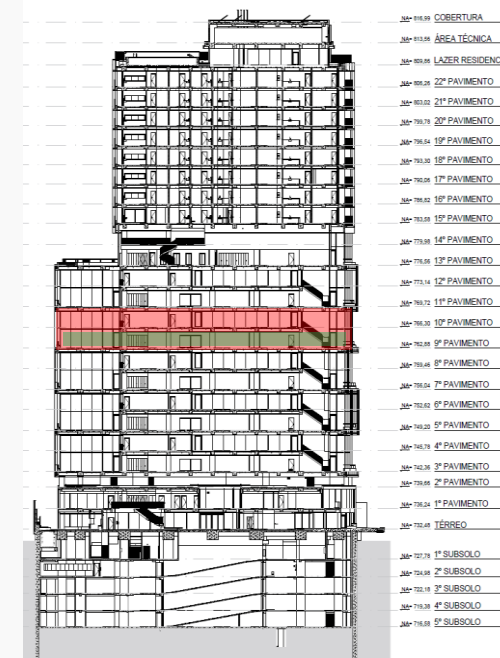 NA= 816,99 COBERTURA
NA= 813,56 ÁREA TÉCNICA
NA= 809,86 LAZER RESIDENC
NA= 806,26 22º PAVIMENTO
NA= 803,02 21º PAVIMENTO
NA= 799,78 20º PAVIMENTO
NA= 796,54 19º PAVIMENTO
NA= 793,30 18º PAVIMENTO
NA= 790,06 17º PAVIMENTO
NA= 786,82 16º PAVIMENTO
NA= 783,58 15º PAVIMENTO
NA= 779,98 14º PAVIMENTO
NA= 776,56 13º PAVIMENTO
NA= 773,14 12º PAVIMENTO
NA= 769,72 11º PAVIMENTO
NA= 766,30 10º PAVIMENTO
NA= 762,88 9º PAVIMENTO
NA= 759,46 8º PAVIMENTO
NA= 756,04 7º PAVIMENTO
NA= 752,62 6º PAVIMENTO
NA= 749,20 5º PAVIMENTO
NA= 745,78 4º PAVIMENTO
NA= 742,36 3º PAVIMENTO
NA= 739,66 2º PAVIMENTO
NA= 736,24 1º PAVIMENTO
NA= 732,48 TÉRREO
NA= 727,78 1º SUBSOLO
NA= 724,98 2º SUBSOLO
NA= 722,18 3º SUBSOLO
NA= 719,38 4º SUBSOLO
NA= 716,58 5º SUBSOLO